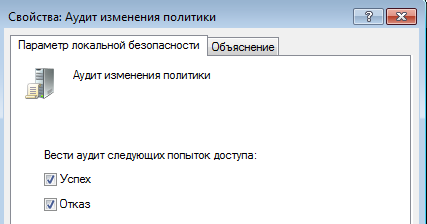 Свойства: Аудит изменения политики
Параметр локальной безопасности Объяснение
Аудит изменения политики
Вести аудит следующих попыток доступа:
Успех
Отказ